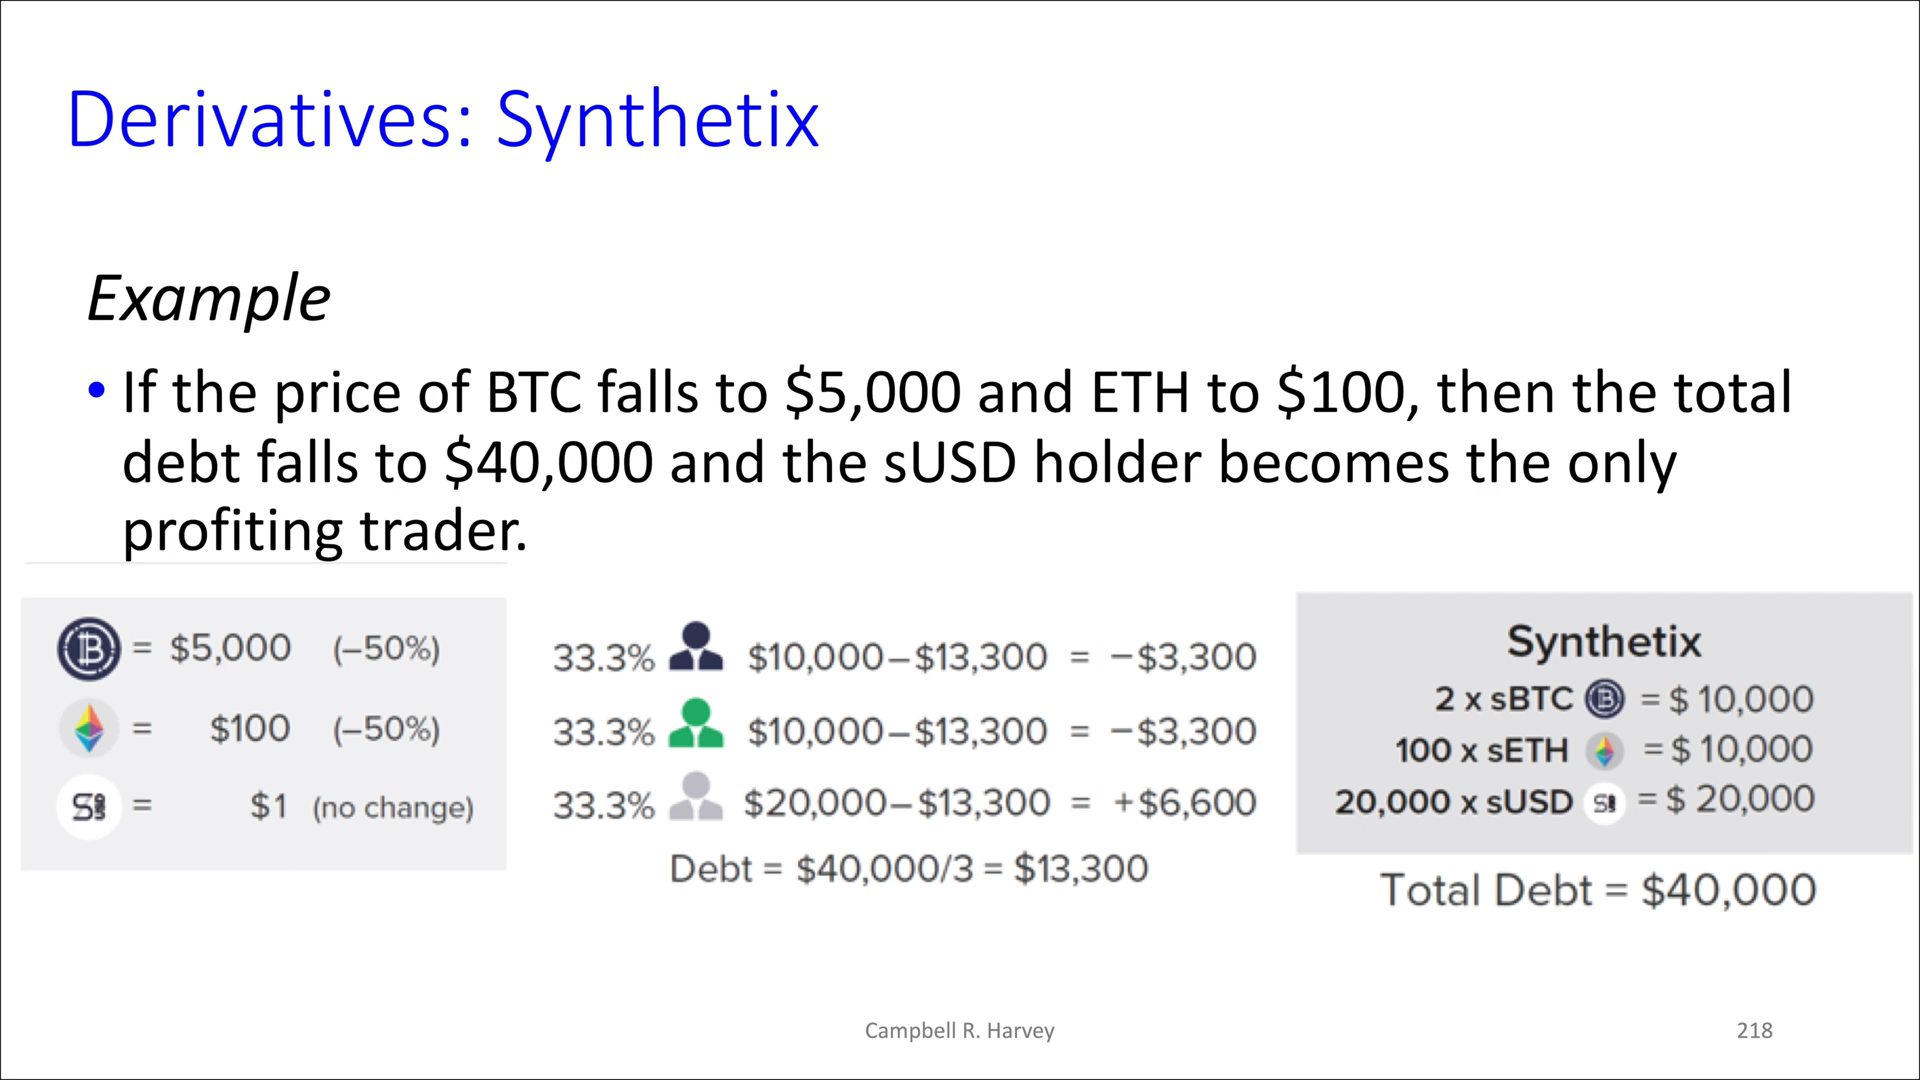 Derivatives: Synthetix
Example
• If the price of BTC falls to $5,000 and ETH to $100, then the total
debt falls to $40,000 and the sUSD holder becomes the only
profiting trader.
= $5,000 (–50%)
= $100 (–50%)
= $1 (no change)
33.3% $10,000–$13,300 = –$3,300
33.3% $10,000–$13,300 = –$3,300
33.3% $20,000–$13,300 = +$6,600
Debt = $40,000/3 = $13,300
Synthetix
2 x sBTC = $ 10,000
100 x sETH = $ 10,000
20,000 x sUSD = $ 20,000
Total Debt = $40,000
Campbell R. Harvey
218